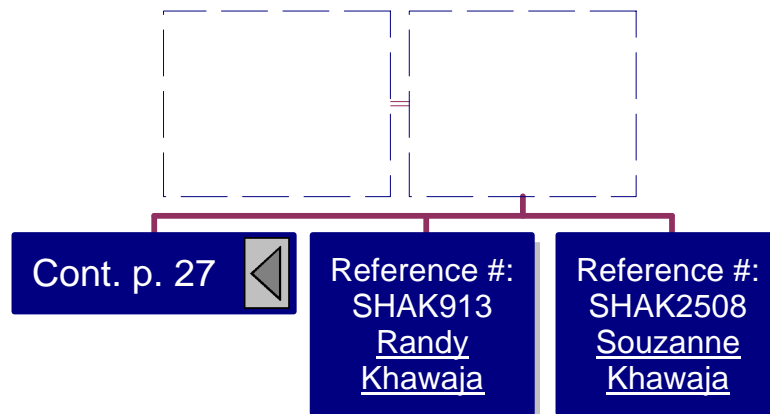 Cont. p. 27
Reference #:
SHAK913
Randy
Khawaja
Reference #:
SHAK2508
Souzanne
Khawaja